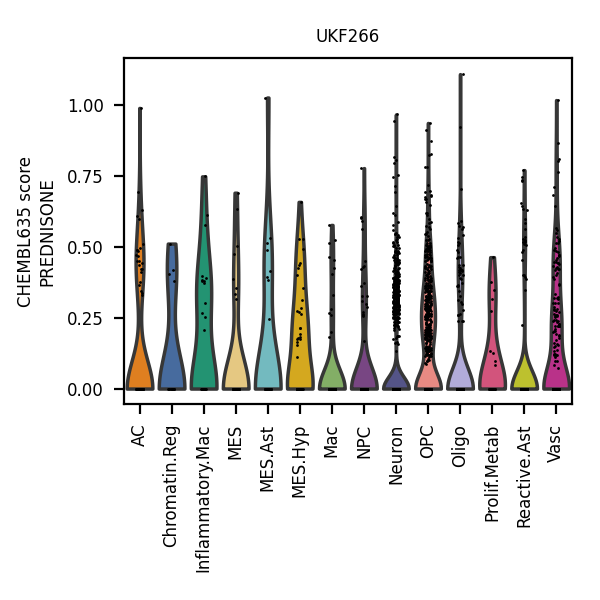 UKF266
CHEMBL635 score
PREDNISONE
1.00
0.75
0.50
0.25
0.00
AC
Chromatin.Reg
Inflammatory.Mac
MES
MES.Ast
MES.Hyp
Mac
NPC
Neuron
OPC
Oligo
Prolif.Metab
Reactive.Ast
Vasc